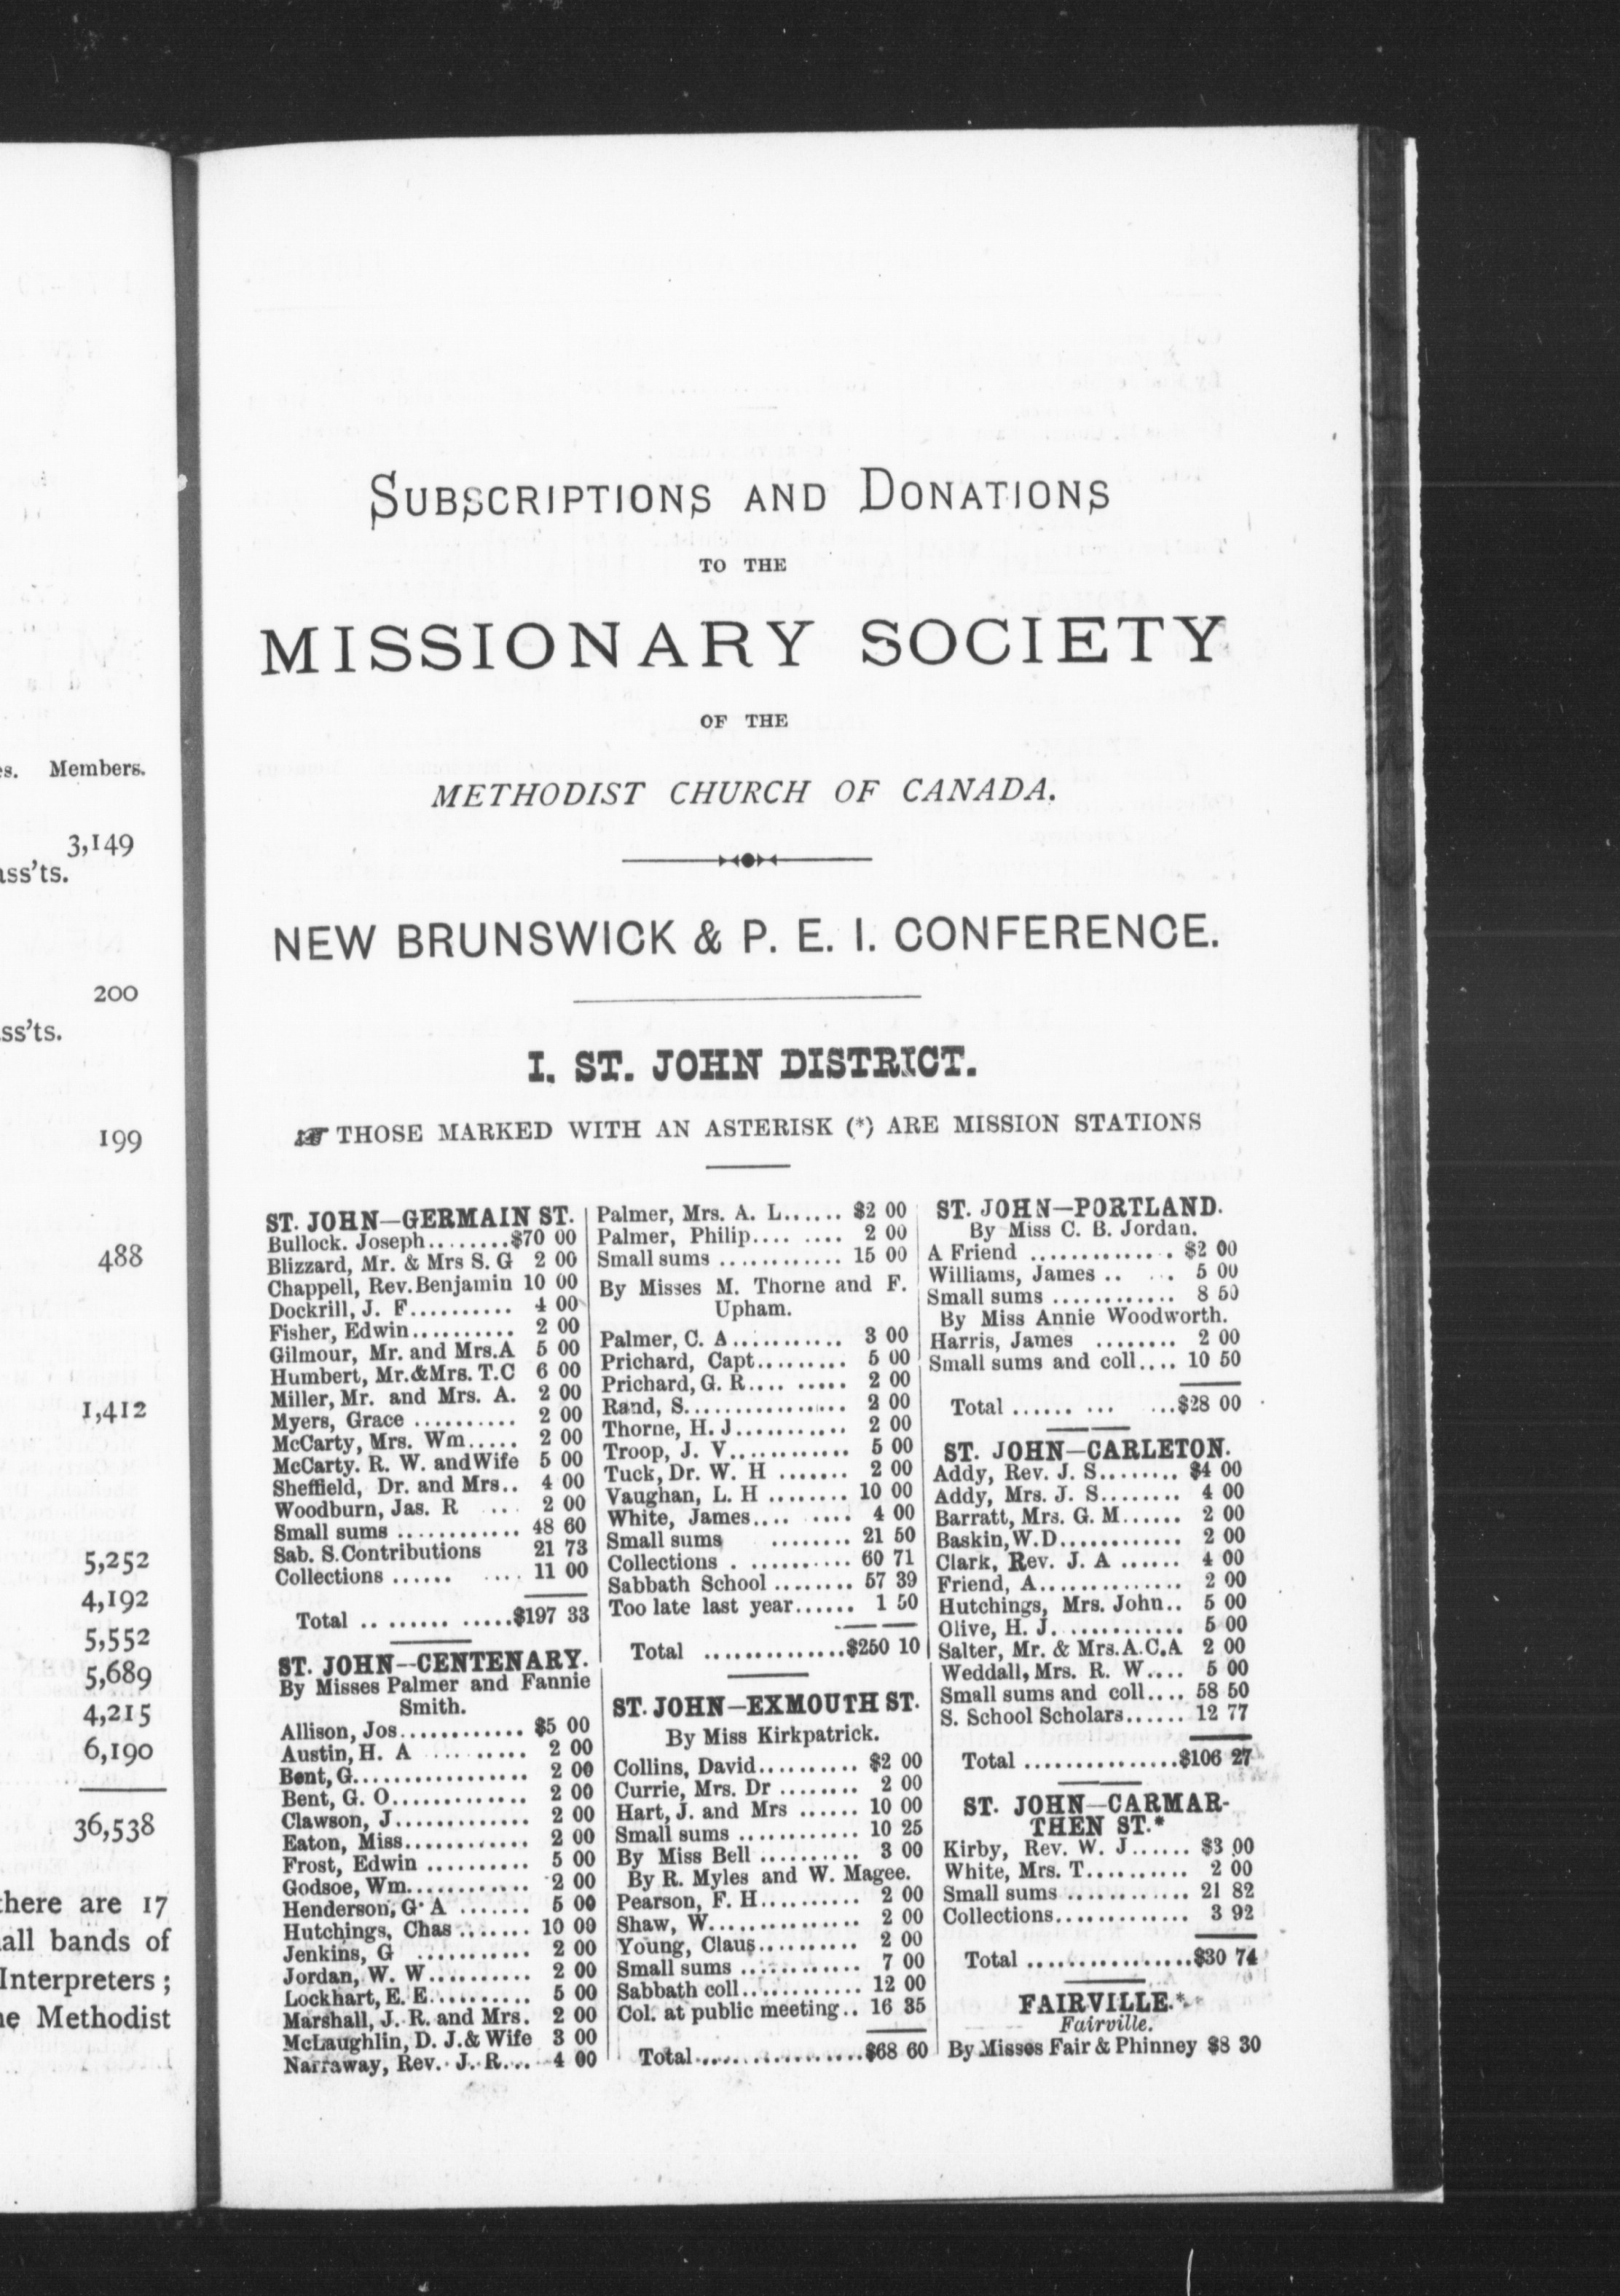 es. Members.
3,149
ass'ts.
200
ss'ts.
199
488
1,412
5,252
4,192
5,552
5,689
4,215
6,190
36,538
there are 17
all bands of
Interpreters ;
Methodist
SUBSCRIPTIONS AND DONATIONS
TO THE
MISSIONARY SOCIETY
OF THE
METHODIST CHURCH OF CANADA.
NEW BRUNSWICK & P. E. I. CONFERENCE.
I. ST. JOHN DISTRICT.
☞ THOSE MARKED WITH AN ASTERISK (*) ARE MISSION STATIONS
ST. JOHN—GERMAIN ST.
Bullock. Joseph........$70 00
Blizzard, Mr. & Mrs S. G 2 00
Chappell, Rev. Benjamin 10 00
Dockrill, J. F.......... 4 00
Fisher, Edwin.......... 2 00
Gilmour, Mr. and Mrs. A 5 00
Humbert, Mr. & Mrs. T. C 6 00
Miller, Mr. and Mrs. A. 2 00
Myers, Grace .......... 2 00
McCarty, Mrs. Wm..... 2 00
McCarty. R. W. and Wife 5 00
Sheffield, Dr. and Mrs.. 4 00
Woodburn, Jas. R ... 2 00
Small sums ............ 48 60
Sab. S. Contributions 21 73
Collections ...... .... 11 00
Total .. ...... .....$197 33
ST. JOHN--CENTENARY.
By Misses Palmer and Fannie
Smith.
Allison, Jos............ $5 00
Austin, H. A .......... 2 00
Bent, G................. 2 00
Bent, G. O............. 2 00
Clawson, J............. 2 00
Eaton, Miss............ 2 00
Frost, Edwin .......... 5 00
Godsoe, Wm............ 2 00
Henderson, G. A ....... 5 00
Hutchings, Chas ....... 10 00
Jenkins, G ........... 2 00
Jordan, W. W.......... 2 00
Lockhart, E. E.......... 5 00
Marshall, J. R. and Mrs. 2 00
McLaughlin, D. J. & Wife 3 00
Narraway, Rev. J. R.... 4 00
Palmer, Mrs. A. L...... $2 00
Palmer, Philip.... .... 2 00
Small sums ............ 15 00
By Misses M. Thorne and F.
Upham.
Palmer, C. A........... 3 00
Prichard, Capt......... 5 00
Prichard, G. R.... ..... 2 00
Rand, S................ 2 00
Thorne, H. J........... 2 00
Troop, J. V............ 5 00
Tuck, Dr. W. H ....... 2 00
Vaughan, L. H ........ 10 00
White, James.... .... 4 00
Small sums ........ 21 50
Collections . .......... 60 71
Sabbath School ........ 57 39
Too late last year...... 1 50
Total ..............$250 10
ST. JOHN—EXMOUTH ST.
By Miss Kirkpatrick.
Collins, David.......... $2 00
Currie, Mrs. Dr ........ 2 00
Hart, J. and Mrs ...... 10 00
Small sums ............ 10 25
By Miss Bell .......... 3 00
By R. Myles and W. Magee.
Pearson, F. H.......... 2 00
Shaw, W............... 2 00
Young, Claus.......... 2 00
Small sums ............ 7 00
Sabbath coll............ 12 00
Col. at public meeting.. 16 35
Total.................$68 60
ST. JOHN—PORTLAND.
By Miss C. B. Jordan.
A Friend ............. . $2 00
Williams, James .. ... 5 00
Small sums ............ 8 50
By Miss Annie Woodworth.
Harris, James ........ 2 00
Small sums and coll.... 10 50
Total ...... ... ...$28 00
ST. JOHN—CARLETON.
Addy, Rev. J. S........ $4 00
Addy, Mrs. J. S........ 4 00
Barratt, Mrs. G. M...... 2 00
Baskin, W. D............ 2 00
Clark, Rev. J. A ...... 4 00
Friend, A.............. 2 00
Hutchings, Mrs. John.. 5 00
Olive, H. J............ 5 00
Salter, Mr. & Mrs. A. C. A 2 00
Weddall, Mrs. R. W.... 5 00
Small sums and coll.... 58 50
S. School Scholars...... 12 77
Total ...............$106 27
ST. JOHN—CARMAR-
THEN ST.*
Kirby, Rev. W. J...... $3 00
White, Mrs. T.......... 2 00
Small sums ............ 21 82
Collections............. 3 92
Total ................$30 74
FAIRVILLE.*
Fairville.
By Misses Fair & Phinney $8 30